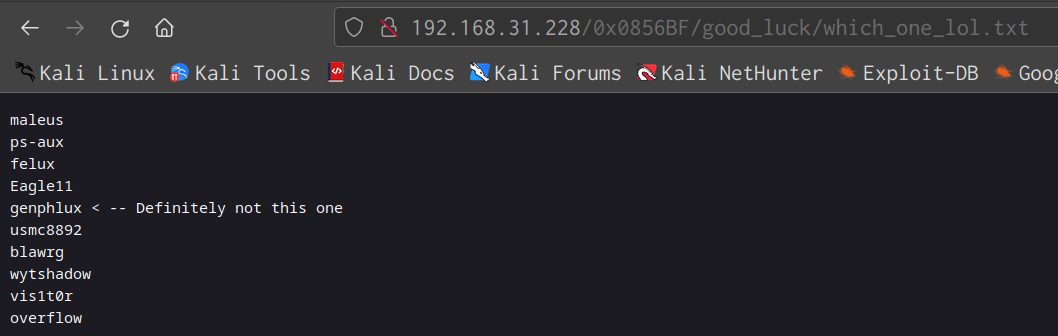 192.168.31.228/0x0856BF/good_luck/which_one_lol.txt
Kali Linux Kali Tools Kali Docs Kali Forums Kali NetHunter Exploit-DB Goog
maleus
ps-aux
felux
Eagle11
genphlux < -- Definitely not this one
usmc8892
blawrg
wytshadow
vis1t0r
overflow